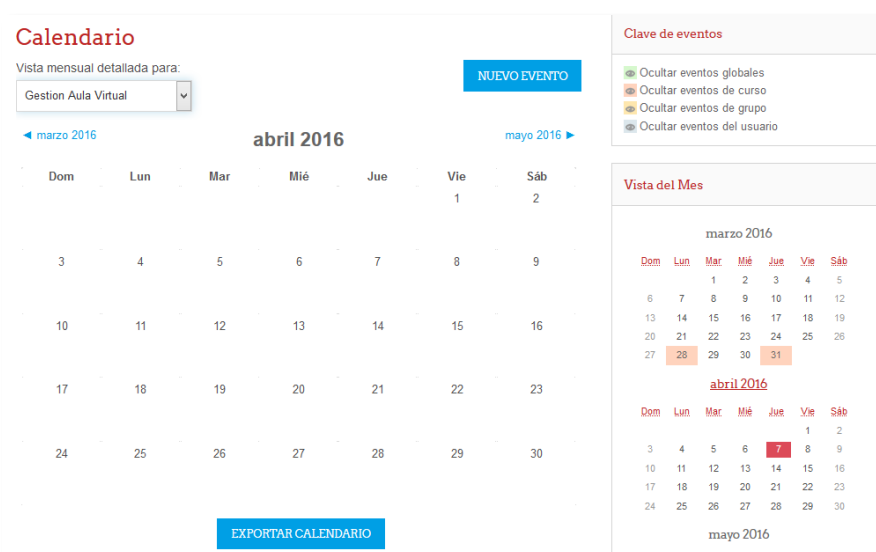 Calendario
Vista mensual detallada para:
Gestion Aula Virtual
NUEVO EVENTO
◄ marzo 2016
abril 2016
mayo 2016 ►
Dom Lun Mar Mié Jue Vie Sáb
1 2
3 4 5 6 7 8 9
10 11 12 13 14 15 16
17 18 19 20 21 22 23
24 25 26 27 28 29 30
EXPORTAR CALENDARIO
Clave de eventos
Ocultar eventos globales
Ocultar eventos de curso
Ocultar eventos de grupo
Ocultar eventos del usuario
Vista del Mes
marzo 2016
Dom Lun Mar Mié Jue Vie Sáb
1 2 3 4 5
6 7 8 9 10 11 12
13 14 15 16 17 18 19
20 21 22 23 24 25 26
27 28 29 30 31
abril 2016
Dom Lun Mar Mié Jue Vie Sáb
1 2
3 4 5 6 7 8 9
10 11 12 13 14 15 16
17 18 19 20 21 22 23
24 25 26 27 28 29 30
mayo 2016